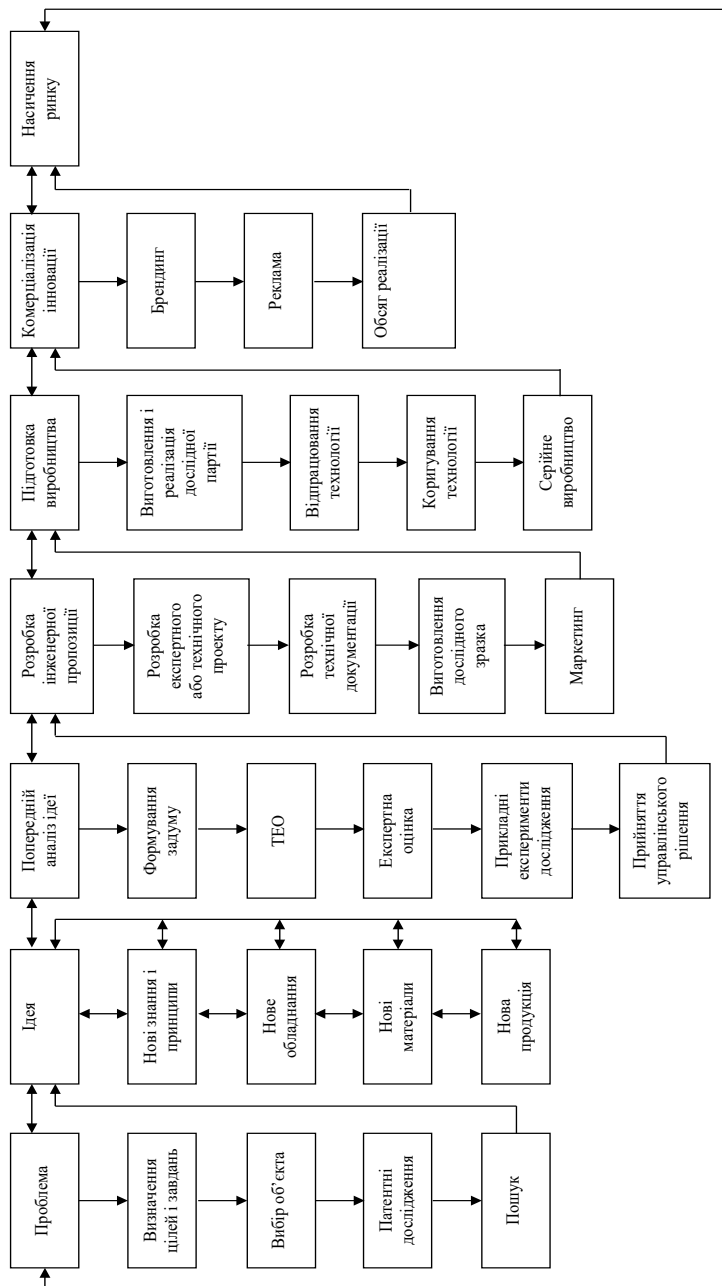 Проблема
Визначення
цілей і завдань
Вибір об’єкта
Патентні
дослідження
Пошук
Ідея
Нові знання і
принципи
Нове
обладнання
Нові
матеріали
Нова
продукція
Попередній
аналіз ідеї
Формування
задуму
ТЕО
Експертна
оцінка
Прикладні
експерименти
дослідження
Прийняття
управлінського
рішення
Розробка
інженерної
пропозиції
Розробка
експертного
або технічного
проекту
Розробка
технічної
документації
Виготовлення
дослідного
зразка
Маркетинг
Підготовка
виробництва
Виготовлення і
реалізація
дослідної
партії
Відпрацювання
технології
Коригування
технології
Серійне
виробництво
Комерціалізація
інновації
Брендинг
Реклама
Обсяг реалізації
Насичення
ринку